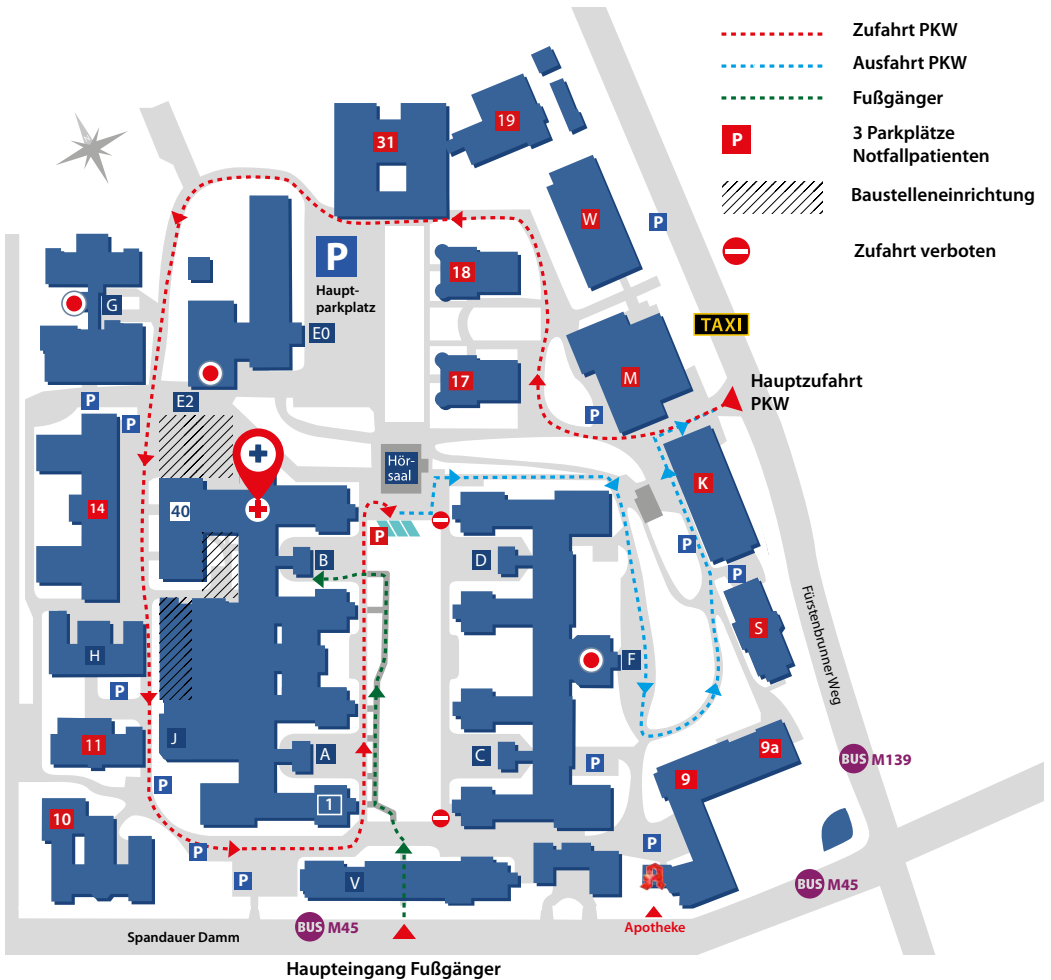 Zufahrt PKW
Ausfahrt PKW
Fußgänger
P
3 Parkplätze
Notfallpatienten
Baustelleneinrichtung
Zufahrt verboten
31
19
W
P
P
Haupt-
parkplatz
18
G
E0
TAXI
17
M
Hauptzufahrt
PKW
E2
P
P
P
Hör-
saal
K
14
40
P
B
D
P
P
Fürstenbrunner Weg
S
H
F
P
11
J
A
C
P
P
9a
9
BUS M139
1
10
P
P
P
V
A
BUS M45
BUS M45
Apotheke
Spandauer Damm
Haupteingang Fußgänger